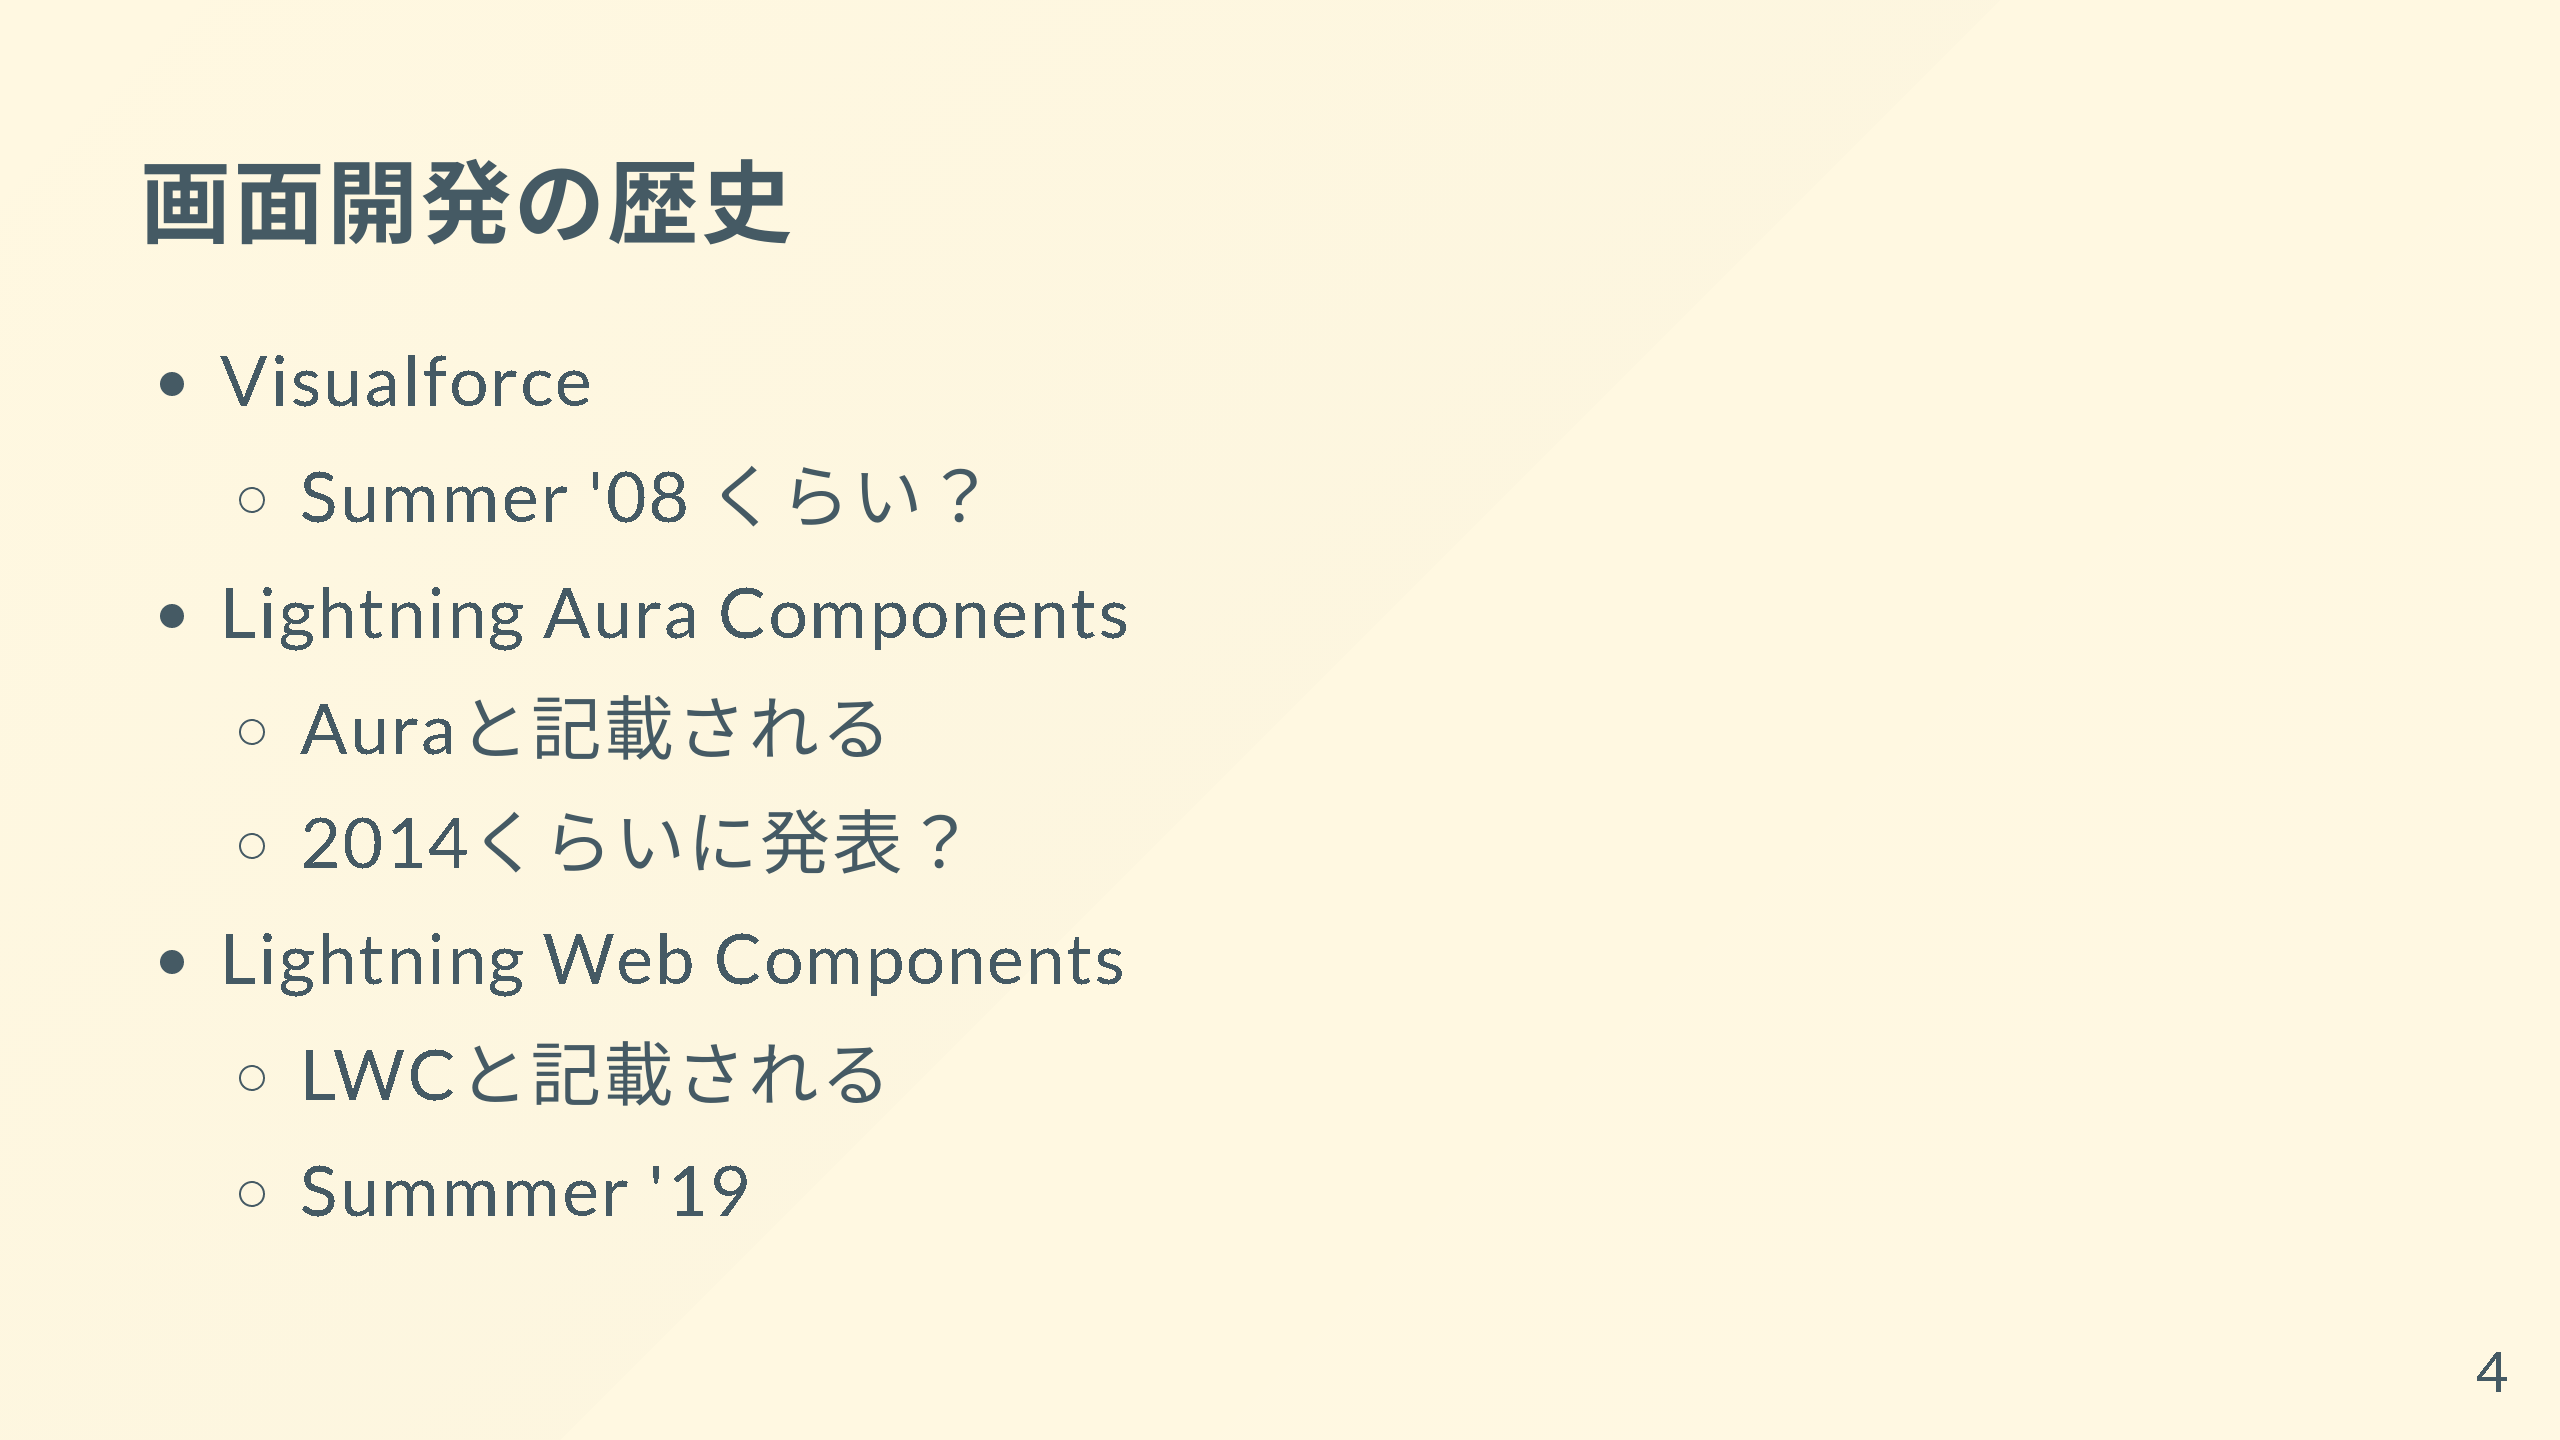 画面開発の歴史
Visualforce
Summer '08 くらい？
Lightning Aura Components
Auraと記載される
2014くらいに発表？
Lightning Web Components
LWCと記載される
Summmer '19
4